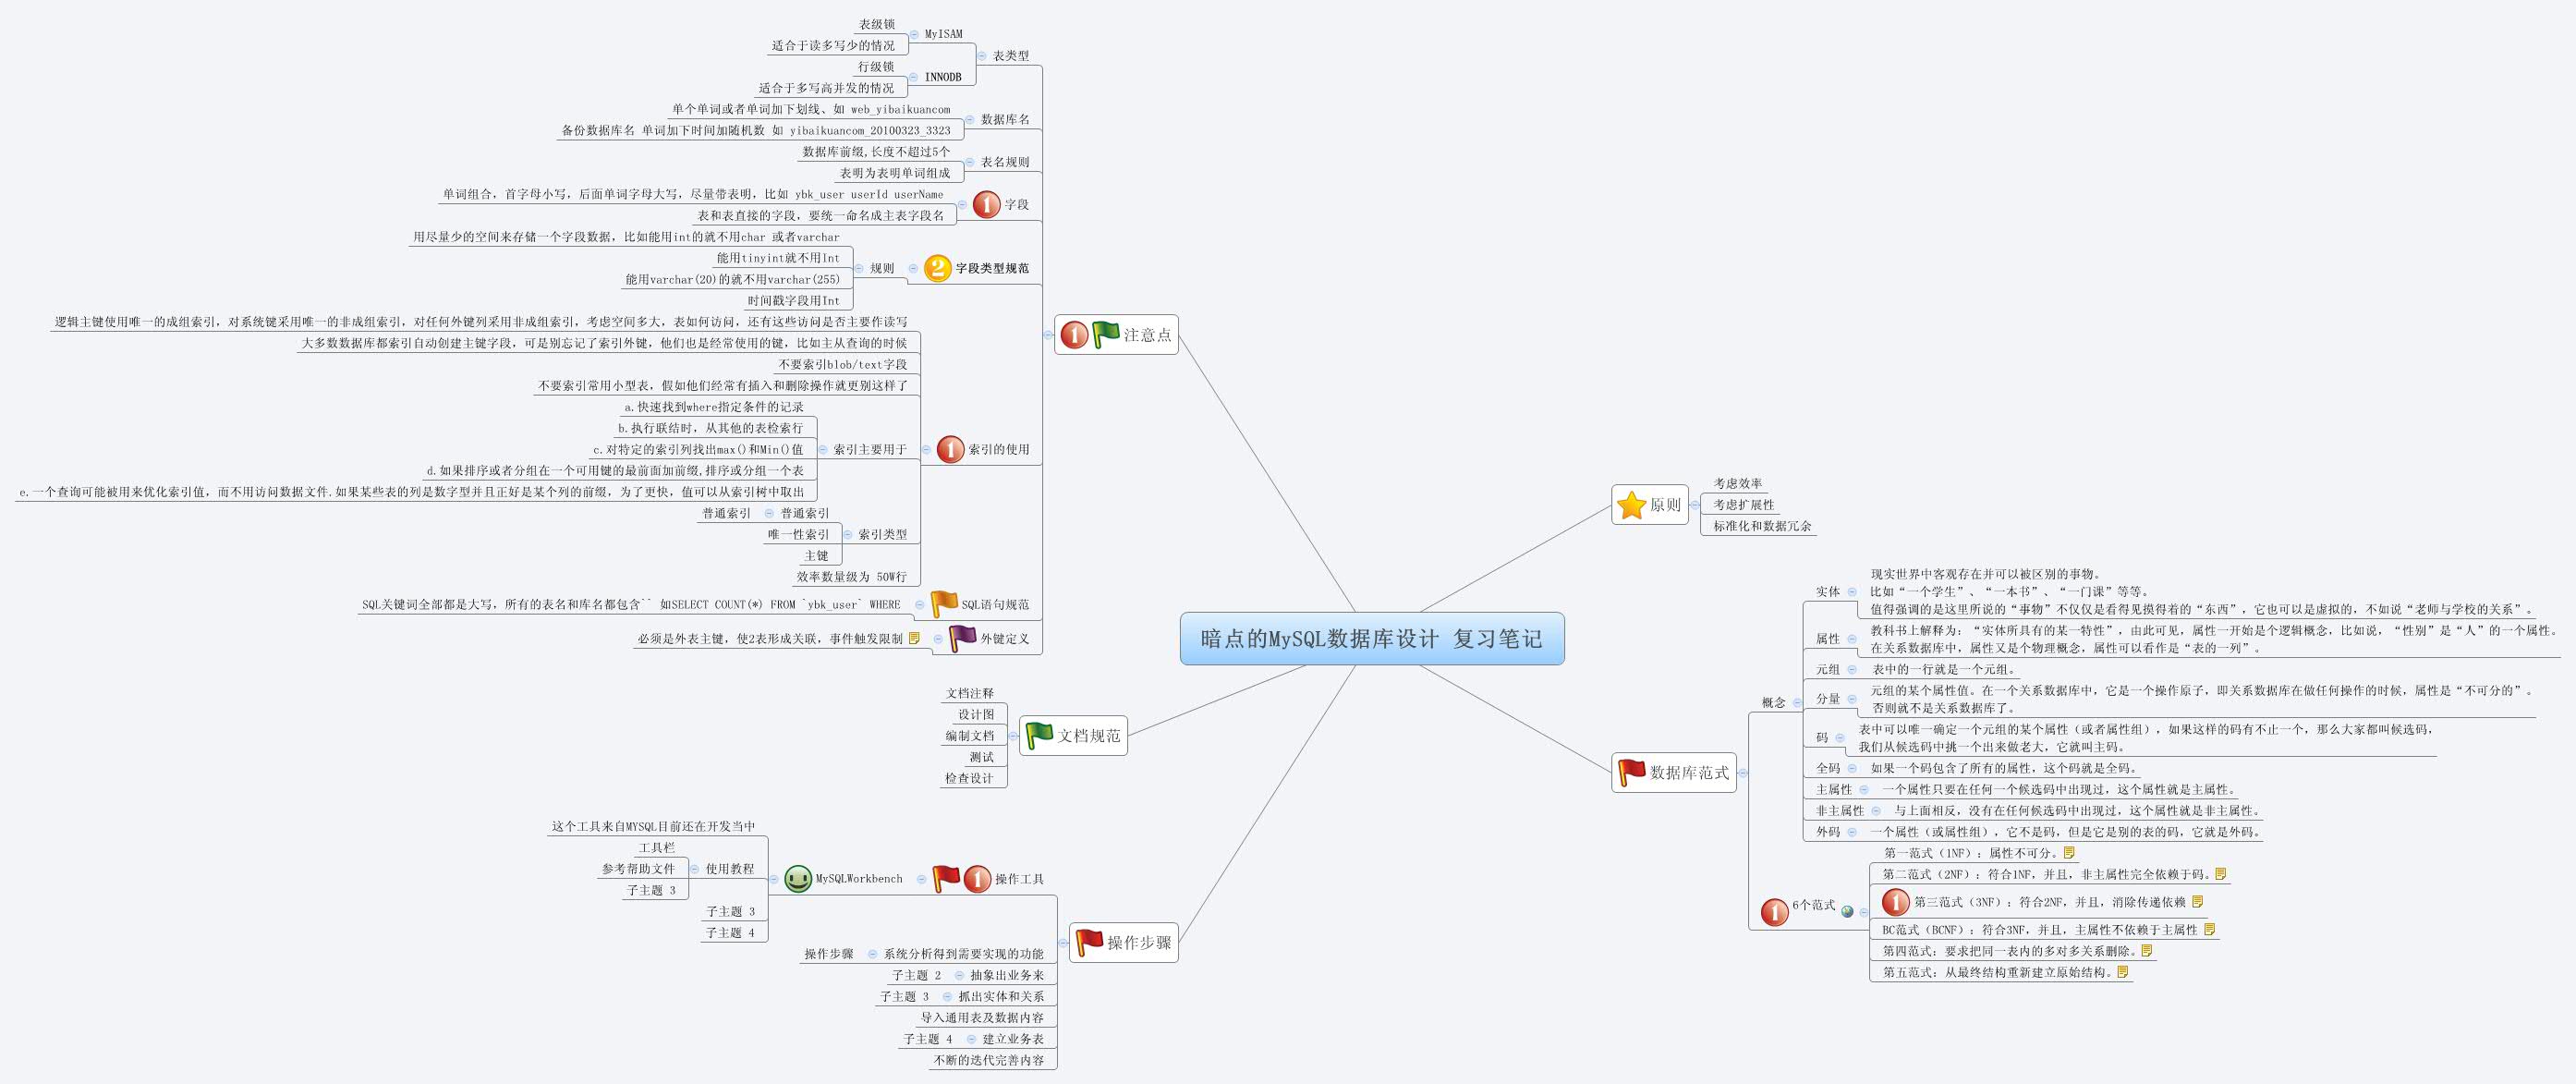 暗点的MySQL数据库设计 复习笔记
注意点
表类型
MyISAM
表级锁
适合于读多写少的情况
INNODB
行级锁
适合于多写高并发的情况
数据库名
单个单词或者单词加下划线、如 web_yibaikuancom
备份数据库名 单词加下时间加随机数 如 yibaikuancom_20100323_3323
表名规则
数据库前缀,长度不超过5个
表明为表明单词组成
1 字段
单词组合，首字母小写，后面单词字母大写，尽量带表明，比如 ybk_user userId userName
表和表直接的字段，要统一命名成主表字段名
2 字段类型规范
规则
用尽量少的空间来存储一个字段数据，比如能用int的就不用char 或者varchar
能用tinyint就不用Int
能用varchar(20)的就不用varchar(255)
时间戳字段用Int
1 索引的使用
逻辑主键使用唯一的成组索引，对系统键采用唯一的非成组索引，对任何外键列采用非成组索引，考虑空间多大，表如何访问，还有这些访问是否主要作读写
大多数数据库都索引自动创建主键字段，可是别忘记了索引外键，他们也是经常使用的键，比如主从查询的时候
不要索引blob/text字段
不要索引常用小型表，假如他们经常有插入和删除操作就更别这样了
索引主要用于
a.快速找到where指定条件的记录
b.执行联结时，从其他的表检索行
c.对特定的索引列找出max()和Min()值
d.如果排序或者分组在一个可用键的最前面加前缀,排序或分组一个表
e.一个查询可能被用来优化索引值，而不用访问数据文件.如果某些表的列是数字型并且正好是某个列的前缀，为了更快，值可以从索引树中取出
索引类型
普通索引
普通索引
唯一性索引
主键
效率数量级为 50W行
SQL语句规范
SQL关键词全部都是大写，所有的表名和库名都包含`` 如SELECT COUNT(*) FROM `ybk_user` WHERE
外键定义
必须是外表主键，使2表形成关联，事件触发限制
文档规范
文档注释
设计图
编制文档
测试
检查设计
操作步骤
1 操作工具
MySQLWorkbench
这个工具来自MYSQL目前还在开发当中
使用教程
工具栏
参考帮助文件
子主题 3
子主题 3
子主题 4
系统分析得到需要实现的功能
操作步骤
抽象出业务来
子主题 2
抓出实体和关系
子主题 3
导入通用表及数据内容
建立业务表
子主题 4
不断的迭代完善内容
原则
考虑效率
考虑扩展性
标准化和数据冗余
数据库范式
概念
实体
现实世界中客观存在并可以被区别的事物。
比如“一个学生”、“一本书”、“一门课”等等。
值得强调的是这里所说的“事物”不仅仅是看得见摸得着的“东西”，它也可以是虚拟的，不如说“老师与学校的关系”。
属性
教科书上解释为：“实体所具有的某一特性”，由此可见，属性一开始是个逻辑概念，比如说，“性别”是“人”的一个属性。
在关系数据库中，属性又是个物理概念，属性可以看作是“表的一列”。
元组
表中的一行就是一个元组。
分量
元组的某个属性值。在一个关系数据库中，它是一个操作原子，即关系数据库在做任何操作的时候，属性是“不可分的”。
否则就不是关系数据库了。
码
表中可以唯一确定一个元组的某个属性（或者属性组），如果这样的码有不止一个，那么大家都叫候选码，
我们从候选码中挑一个出来做老大，它就叫主码。
全码
如果一个码包含了所有的属性，这个码就是全码。
主属性
一个属性只要在任何一个候选码中出现过，这个属性就是主属性。
非主属性
与上面相反，没有在任何候选码中出现过，这个属性就是非主属性。
外码
一个属性（或属性组），它不是码，但是它是别的表的码，它就是外码。
1 6个范式
第一范式（1NF）：属性不可分。
第二范式（2NF）：符合1NF，并且，非主属性完全依赖于码。
1 第三范式（3NF）：符合2NF，并且，消除传递依赖
BC范式（BCNF）：符合3NF，并且，主属性不依赖于主属性
第四范式：要求把同一表内的多对多关系删除。
第五范式：从最终结构重新建立原始结构。